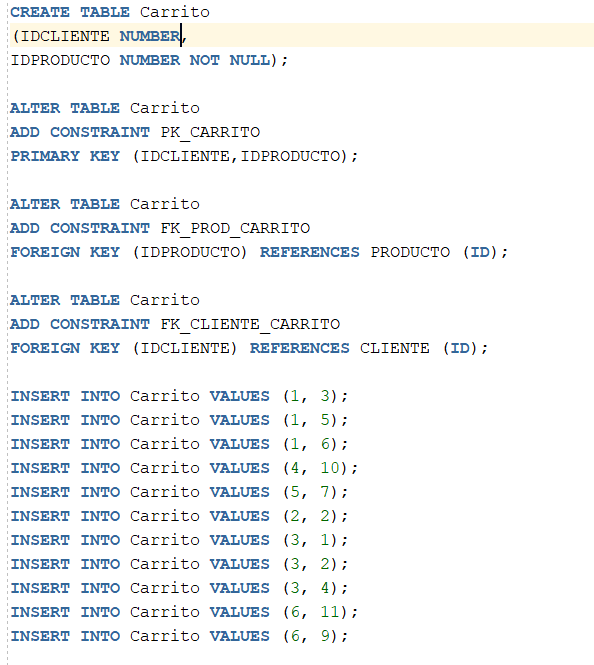 CREATE TABLE Carrito
(IDCLIENTE NUMBER,
IDPRODUCTO NUMBER NOT NULL);
ALTER TABLE Carrito
ADD CONSTRAINT PK_CARRITO
PRIMARY KEY (IDCLIENTE,IDPRODUCTO);
ALTER TABLE Carrito
ADD CONSTRAINT FK_PROD_CARRITO
FOREIGN KEY (IDPRODUCTO) REFERENCES PRODUCTO (ID);
ALTER TABLE Carrito
ADD CONSTRAINT FK_CLIENTE_CARRITO
FOREIGN KEY (IDCLIENTE) REFERENCES CLIENTE (ID);
INSERT INTO Carrito VALUES (1, 3);
INSERT INTO Carrito VALUES (1, 5);
INSERT INTO Carrito VALUES (1, 6);
INSERT INTO Carrito VALUES (4, 10);
INSERT INTO Carrito VALUES (5, 7);
INSERT INTO Carrito VALUES (2, 2);
INSERT INTO Carrito VALUES (3, 1);
INSERT INTO Carrito VALUES (3, 2);
INSERT INTO Carrito VALUES (3, 4);
INSERT INTO Carrito VALUES (6, 11);
INSERT INTO Carrito VALUES (6, 9);